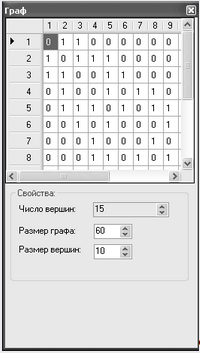 Граф
1 2 3 4 5 6 7 8 9
1 0 1 1 0 0 0 0 0 0
2 1 0 1 1 1 0 0 0 0
3 1 1 0 0 1 1 0 0 0
4 0 1 0 0 1 0 1 1 0
5 0 1 1 1 0 1 0 1 1
6 0 0 1 0 1 0 0 0 1
7 0 0 0 1 0 0 0 1 0
8 0 0 0 1 1 0 1 0 1
Свойства:
Число вершин: 15
Размер графа: 60
Размер вершин: 10